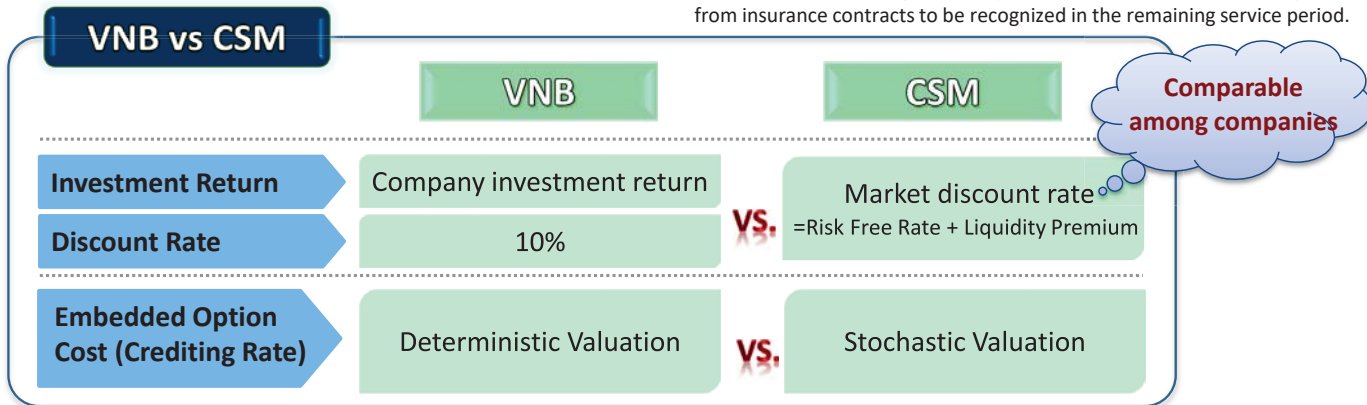 from insurance contracts to be recognized in the remaining service period.
VNB vs CSM
VNB
CSM
Comparable
among companies
Investment Return
Company investment return
Discount Rate
10%
VS.
Market discount rate
=Risk Free Rate + Liquidity Premium
Embedded Option
Cost (Crediting Rate)
Deterministic Valuation
VS.
Stochastic Valuation